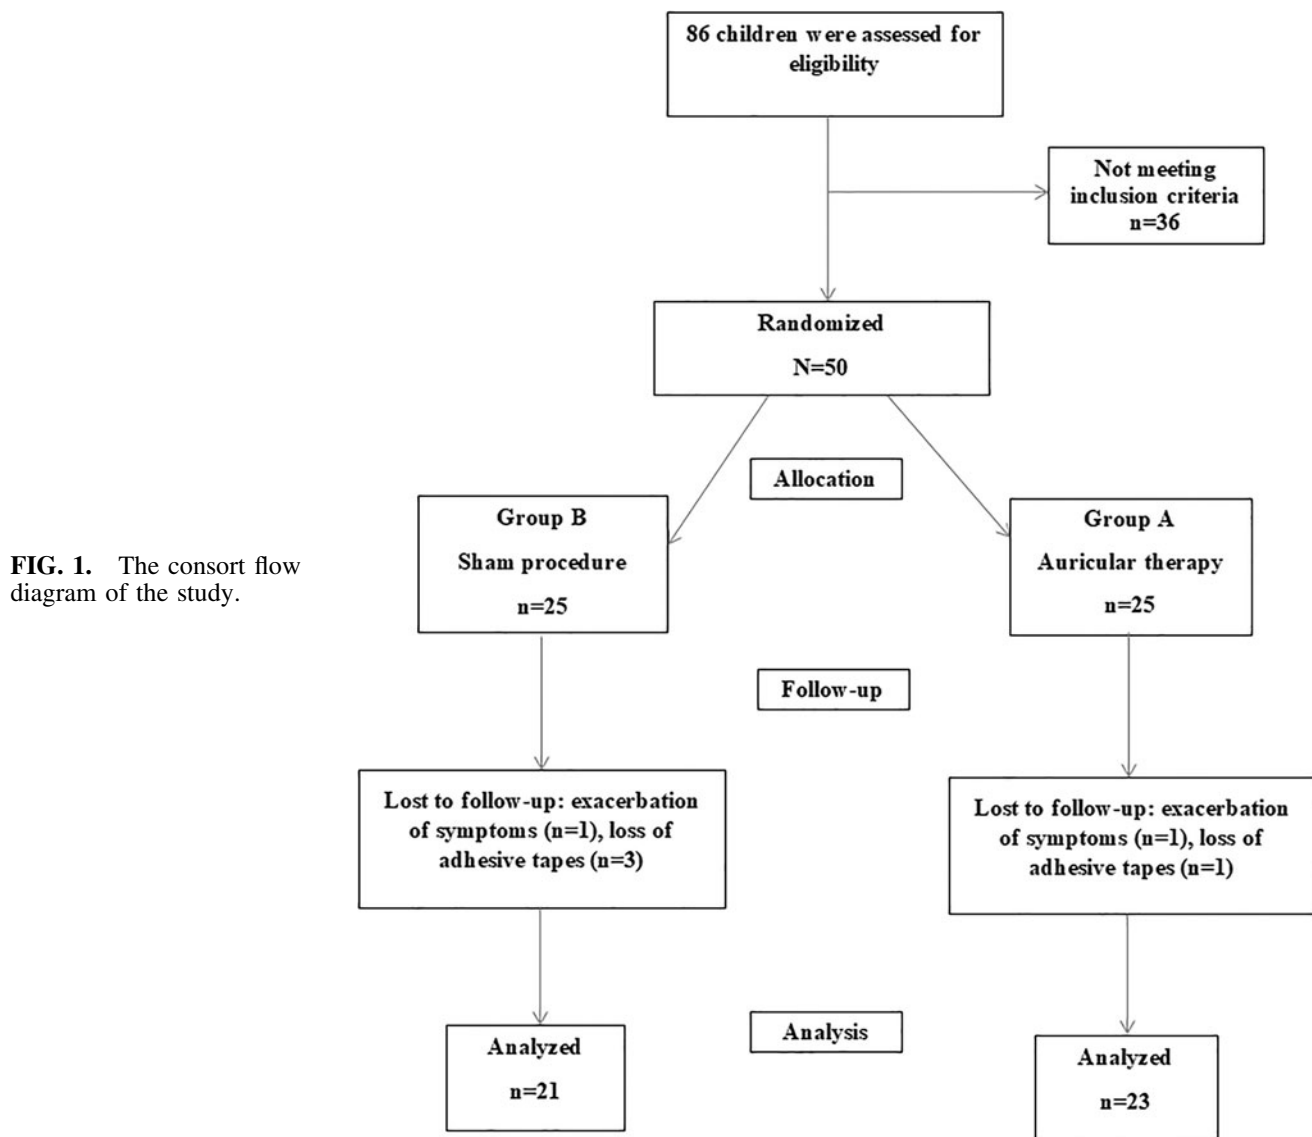 86 children were assessed for
eligibility
Not meeting
inclusion criteria
n=36
Randomized
N=50
Allocation
Group B
Sham procedure
n=25
Group A
Auricular therapy
n=25
FIG. 1. The consort flow
diagram of the study.
Follow-up
Lost to follow-up: exacerbation
of symptoms (n=1), loss of
adhesive tapes (n=3)
Lost to follow-up: exacerbation
of symptoms (n=1), loss of
adhesive tapes (n=1)
Analysis
Analyzed
n=21
Analyzed
n=23